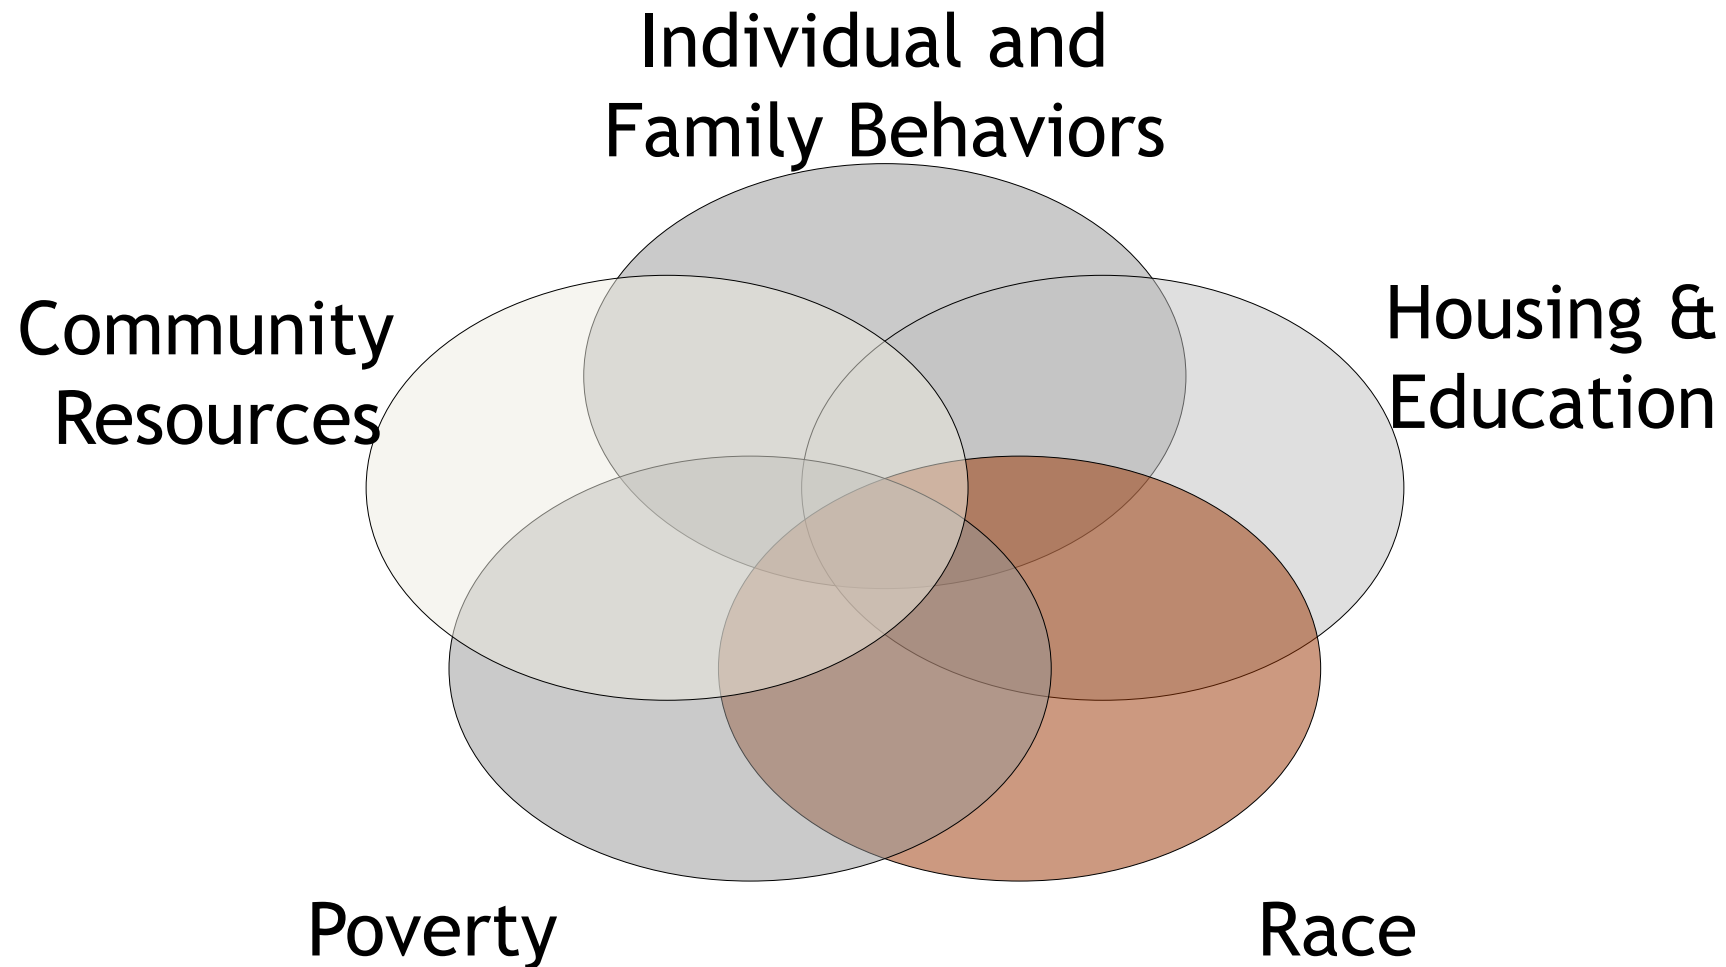 Individual and
Family Behaviors
Community
Resources
Housing &
Education
Poverty
Race